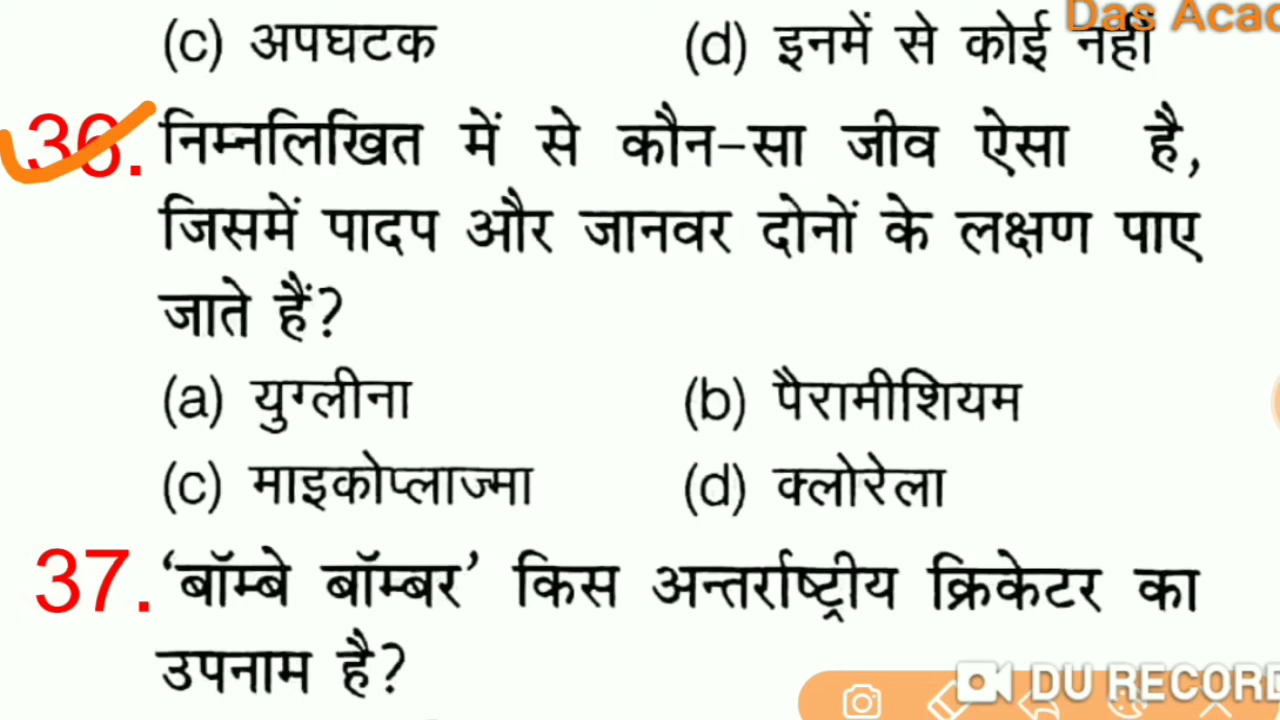 Das Acad
(c) अपघटक (d) इनमें से कोई नहीं
36. निम्नलिखित में से कौन-सा जीव ऐसा है,
जिसमें पादप और जानवर दोनों के लक्षण पाए
जाते हैं?
(a) युग्लीना (b) पैरामीशियम
(c) माइकोप्लाज्मा (d) क्लोरेला
37. ‘बॉम्बे बॉम्बर’ किस अन्तर्राष्ट्रीय क्रिकेटर का
उपनाम है?
DU RECORD